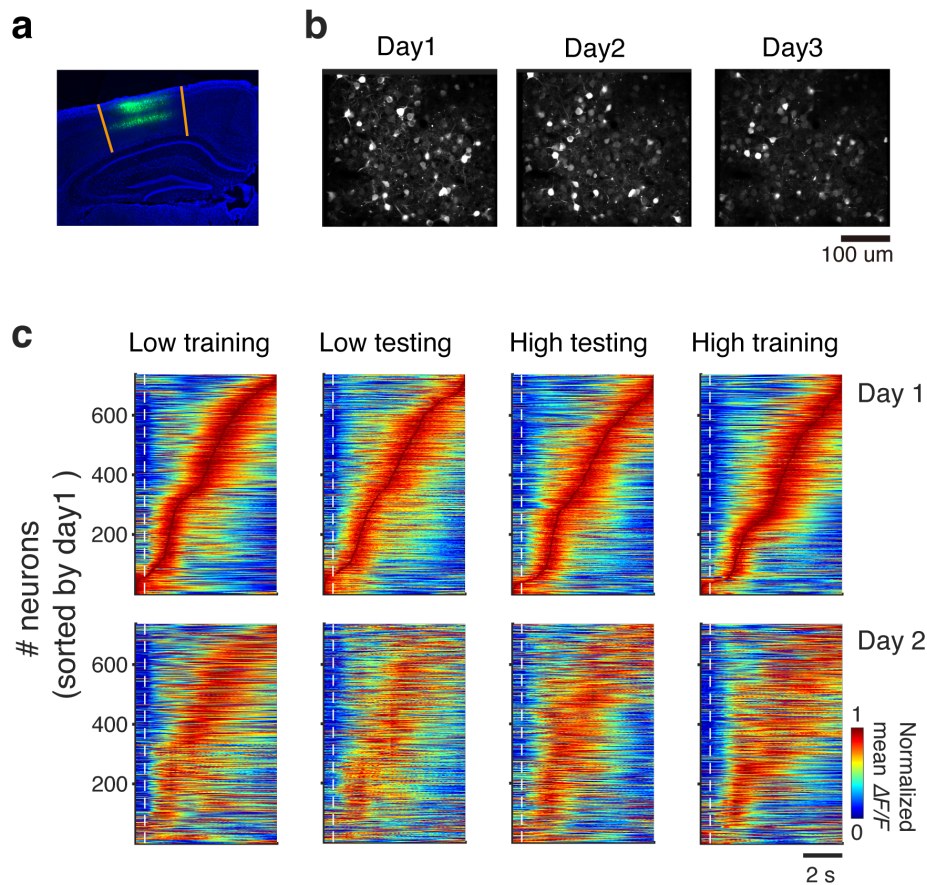 a
b
Day1
Day2
Day3
100 um
c
Low training
Low testing
High testing
High training
Day 1
600
400
200
# neurons
(sorted by day1 )
Day 2
600
400
200
1
0
Normalized
mean ΔF/F
2 s